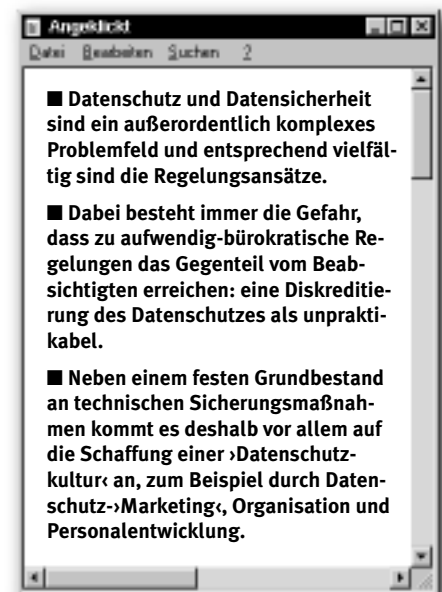 Angeklickt
Datei Bearbeiten Suchen ?
■ Datenschutz und Datensicherheit
sind ein außerordentlich komplexes
Problemfeld und entsprechend vielfäl-
tig sind die Regelungsansätze.
■ Dabei besteht immer die Gefahr,
dass zu aufwendig-bürokratische Re-
gelungen das Gegenteil vom Beab-
sichtigten erreichen: eine Diskreditie-
rung des Datenschutzes als unprakti-
kabel.
■ Neben einem festen Grundbestand
an technischen Sicherungsmaßnah-
men kommt es deshalb vor allem auf
die Schaffung einer ›Datenschutz-
kultur‹ an, zum Beispiel durch Daten-
schutz-›Marketing‹, Organisation und
Personalentwicklung.